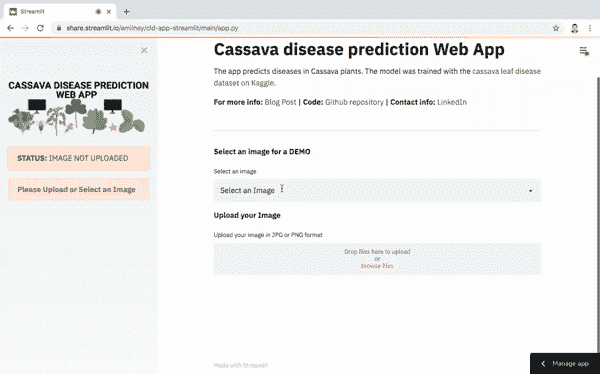 Streamlit
share.streamlit.io/amilney/cld-app-streamlit/main/app.py
CASSAVA DISEASE PREDICTION
WEB APP
STATUS: IMAGE NOT UPLOADED
Please Upload or Select an Image
Cassava disease prediction Web App
The app predicts diseases in Cassava plants. The model was trained with the cassava leaf disease
dataset on Kaggle.
For more info: Blog Post | Code: Github repository | Contact info: LinkedIn
Select an image for a DEMO
Select an image
Select an Image
Upload your Image
Upload your image in JPG or PNG format
Drop files here to upload
or
browse files
Made with Streamlit
Manage app